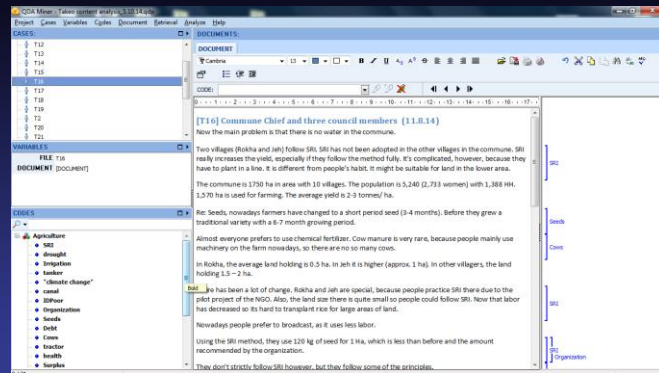 QDA Miner - Takeo content analysis_3.10.14.qda
Project Cases Variables Codes Document Retrieval Analyze Help
CASES:
T12
T13
T14
T15
T16
T17
T18
T19
T2
T20
T21
VARIABLES
FILE T16
DOCUMENT [DOCUMENT]
CODES
Agriculture
SRI
drought
Irrigation
tanker
"climate change"
canal
IDPoor
Organization
Seeds
Debt
Cows
tractor
health
Surplus
DOCUMENTS:
DOCUMENT
Cambria
13
B I U
CODE:
[T16] Commune Chief and three council members (11.8.14)
Now the main problem is that there is no water in the commune.
Two villages (Rokha and Jeh) follow SRI. SRI has not been adopted in the other villages in the commune. SRI
really increases the yield, especially if they follow the method fully. It's complicated, however, because they
have to plant in a line. It is different from people's habit. It might be suitable for land in the lower area.
The commune is 1750 ha in area with 10 villages. The population is 5,240 (2,733 women) with 1,388 HH.
1,570 ha is used for farming. The average yield is 2-3 tonnes/ ha.
Re: Seeds, nowadays farmers have changed to a short period seed (3-4 months). Before they grew a
traditional variety with a 6-7 month growing period.
Almost everyone prefers to use chemical fertilizer. Cow manure is very rare, because people mainly use
machinery on the farm nowadays, so there are no so many cows.
In Rokha, the average land holding is 0.5 ha. In Jeh it is higher (approx. 1 ha). In other villagers, the land
holding 1.5 – 2 ha.
re has been a lot of change. Rokha and Jeh are special, because people practice SRI there due to the
pilot project of the NGO. Also, the land size there is quite small so people could follow SRI. Now that labor
has decreased so its hard to transplant rice for large areas of land.
Nowadays people prefer to broadcast, as it uses less labor.
Using the SRI method, they use 120 kg of seed for 1 Ha, which is less than before and the amount
recommended by the organization.
They don't strictly follow SRI however, but they follow some of the principles.
Bold
SRI
Seeds
Cows
SRI
SRI
Organization